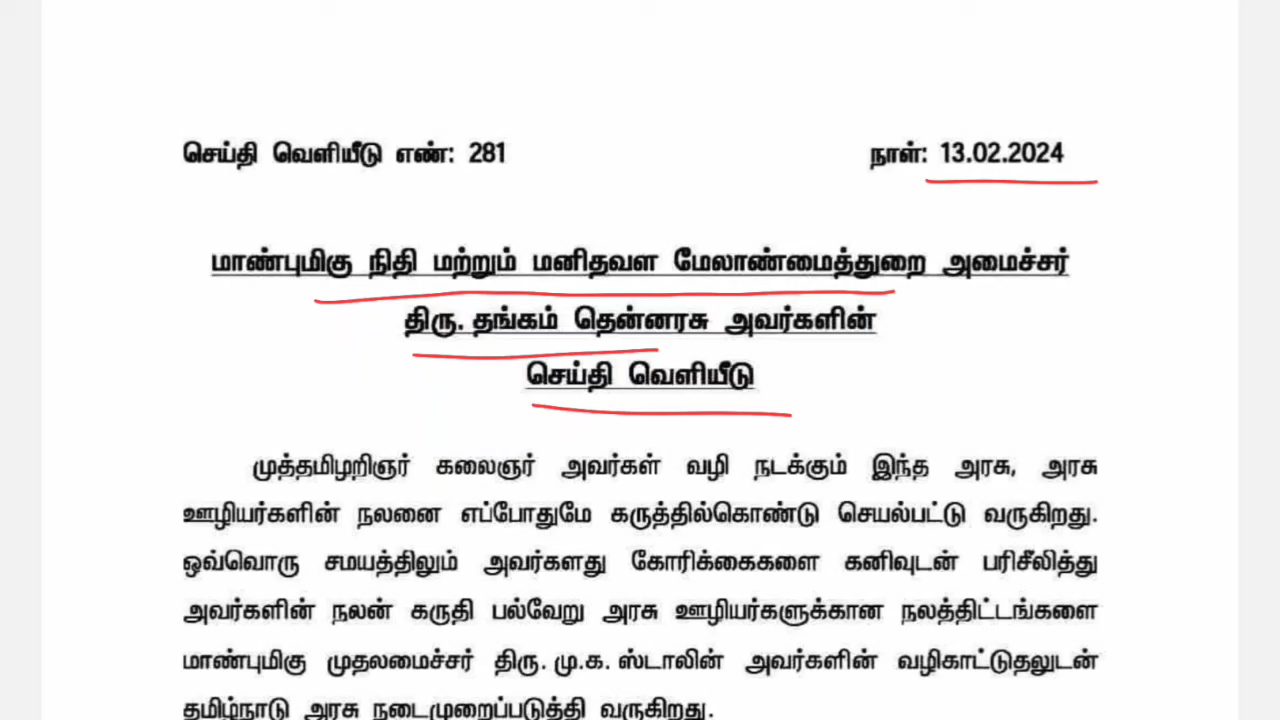 செய்தி வெளியீடு எண்: 281 நாள்: 13.02.2024
மாண்புமிகு நிதி மற்றும் மனிதவள மேலாண்மைத்துறை அமைச்சர்
திரு. தங்கம் தென்னரசு அவர்களின்
செய்தி வெளியீடு
முத்தமிழறிஞர் கலைஞர் அவர்கள் வழி நடக்கும் இந்த அரசு, அரசு
ஊழியர்களின் நலனை எப்போதுமே கருத்தில்கொண்டு செயல்பட்டு வருகிறது.
ஒவ்வொரு சமயத்திலும் அவர்களது கோரிக்கைகளை கனிவுடன் பரிசீலித்து
அவர்களின் நலன் கருதி பல்வேறு அரசு ஊழியர்களுக்கான நலத்திட்டங்களை
மாண்புமிகு முதலமைச்சர் திரு. மு.க. ஸ்டாலின் அவர்களின் வழிகாட்டுதலுடன்
தமிழ்நாடு அரசு நடைமுறைப்படுத்தி வருகிறது.